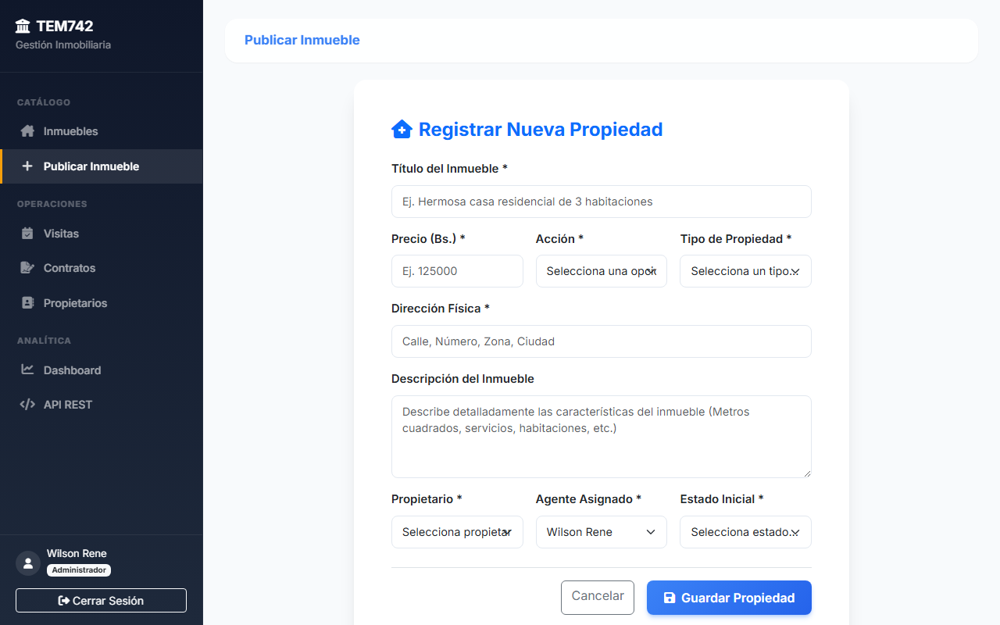 TEM742
Gestión Inmobiliaria
CATÁLOGO
Inmuebles
Publicar Inmueble
OPERACIONES
Visitas
Contratos
Propietarios
ANALÍTICA
Dashboard
API REST
Wilson Rene
Administrador
Cerrar Sesión
Publicar Inmueble
Registrar Nueva Propiedad
Título del Inmueble *
Ej. Hermosa casa residencial de 3 habitaciones
Precio (Bs.) * Acción * Tipo de Propiedad *
Ej. 125000 Selecciona una Selecciona un tipo...
Dirección Física *
Calle, Número, Zona, Ciudad
Descripción del Inmueble
Describe detalladamente las características del inmueble (Metros
cuadrados, servicios, habitaciones, etc.)
Propietario * Agente Asignado * Estado Inicial *
Selecciona Wilson Rene Selecciona estado...
Cancelar Guardar Propiedad